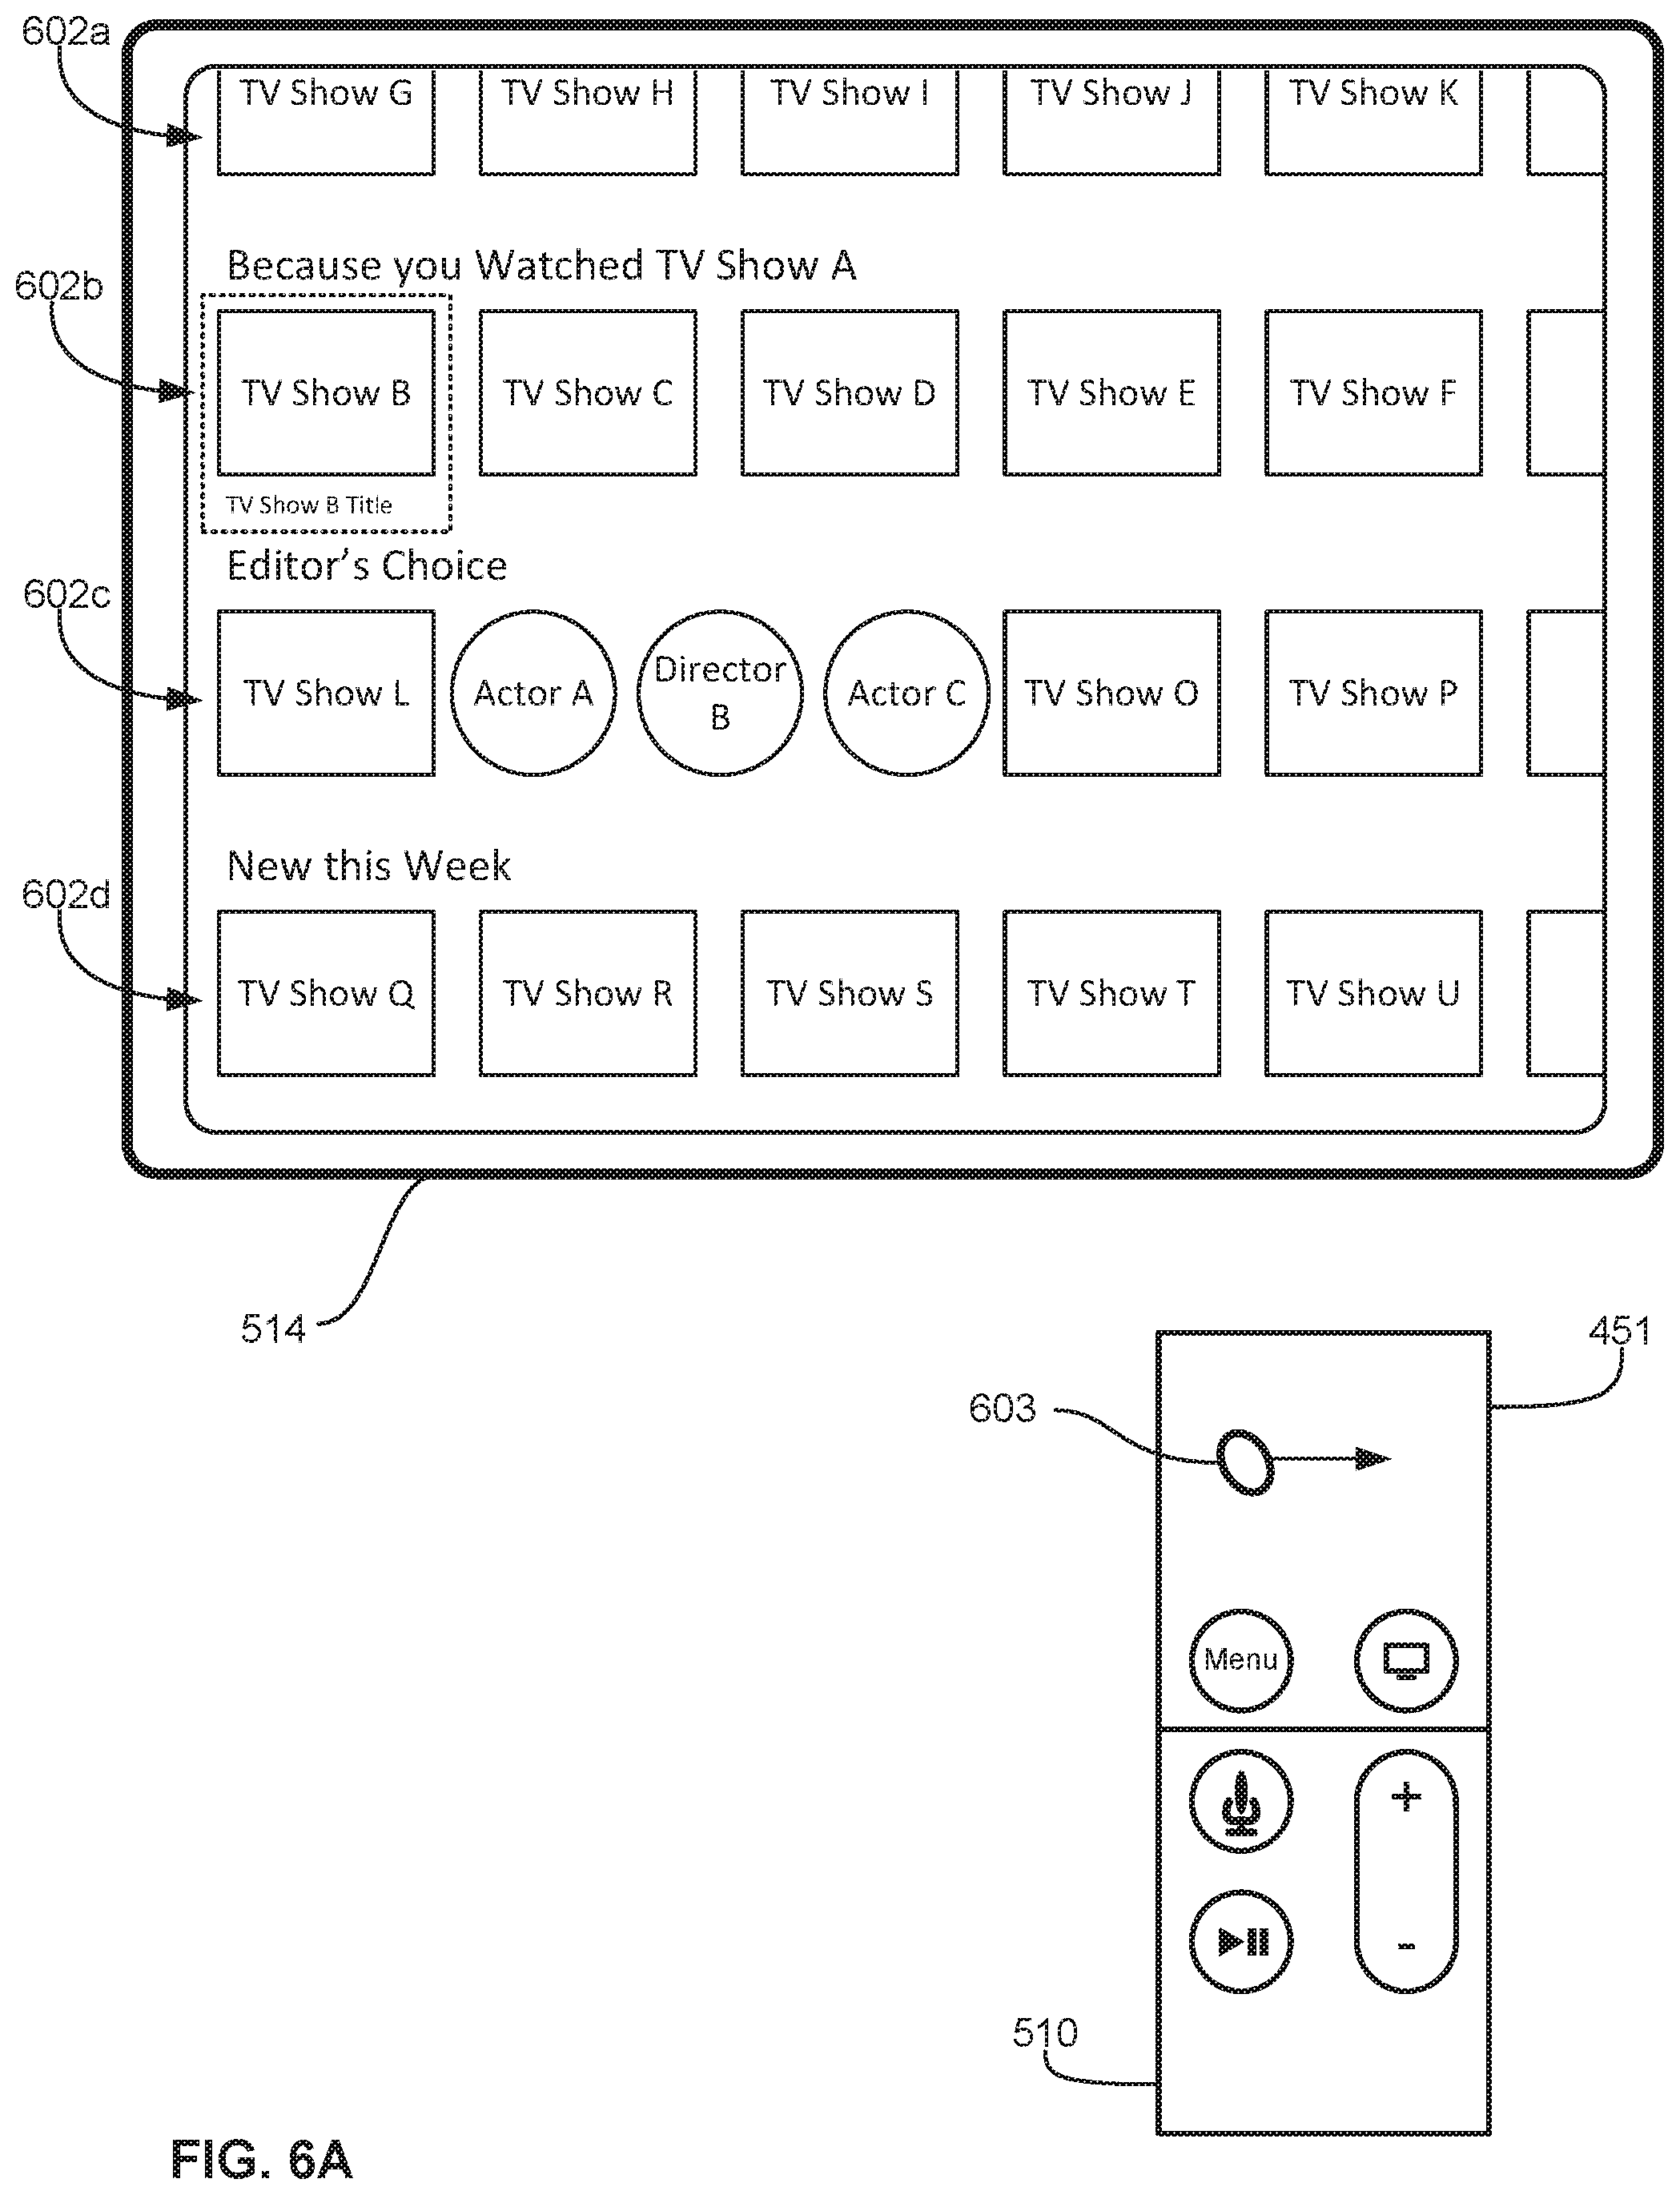 602a
TV Show G TV Show H TV Show I TV Show J TV Show K
Because you Watched TV Show A
602b
TV Show B TV Show C TV Show D TV Show E TV Show F
TV Show B Title
Editor's Choice
602c
TV Show L Actor A Director B Actor C TV Show O TV Show P
New this Week
602d
TV Show Q TV Show R TV Show S TV Show T TV Show U
514
451
603
Menu
+
-
510
FIG. 6A